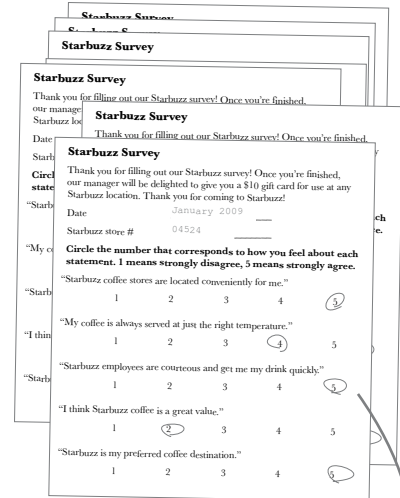 Starbuzz Survey
Starbuzz Survey
Starbuzz Survey
Starbuzz Survey
Thank you for filling out our Starbuzz survey! Once you're finished,
our manage
Starbuzz loc
Date
Starb
Circl
state
"Starb
"My c
"Starb
"I thin
"Starb
Starbuzz Survey
Thank you for filling out our Starbuzz survey! Once you're finished,
Starbuzz Survey
Thank you for filling out our Starbuzz survey! Once you're finished,
our manager will be delighted to give you a $10 gift card for use at any
Starbuzz location. Thank you for coming to Starbuzz!
Date January 2009
Starbuzz store # 04524
Circle the number that corresponds to how you feel about each
statement. 1 means strongly disagree, 5 means strongly agree.
"Starbuzz coffee stores are located conveniently for me."
1 2 3 4 5
"My coffee is always served at just the right temperature."
1 2 3 4 5
"Starbuzz employees are courteous and get me my drink quickly."
1 2 3 4 5
"I think Starbuzz coffee is a great value."
1 2 3 4 5
"Starbuzz is my preferred coffee destination."
1 2 3 4 5